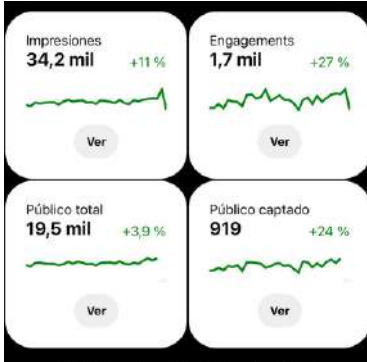 Impresiones
34,2 mil +11 %
Ver
Engagements
1,7 mil +27 %
Ver
Público total
19,5 mil +3,9 %
Ver
Público captado
919 +24 %
Ver